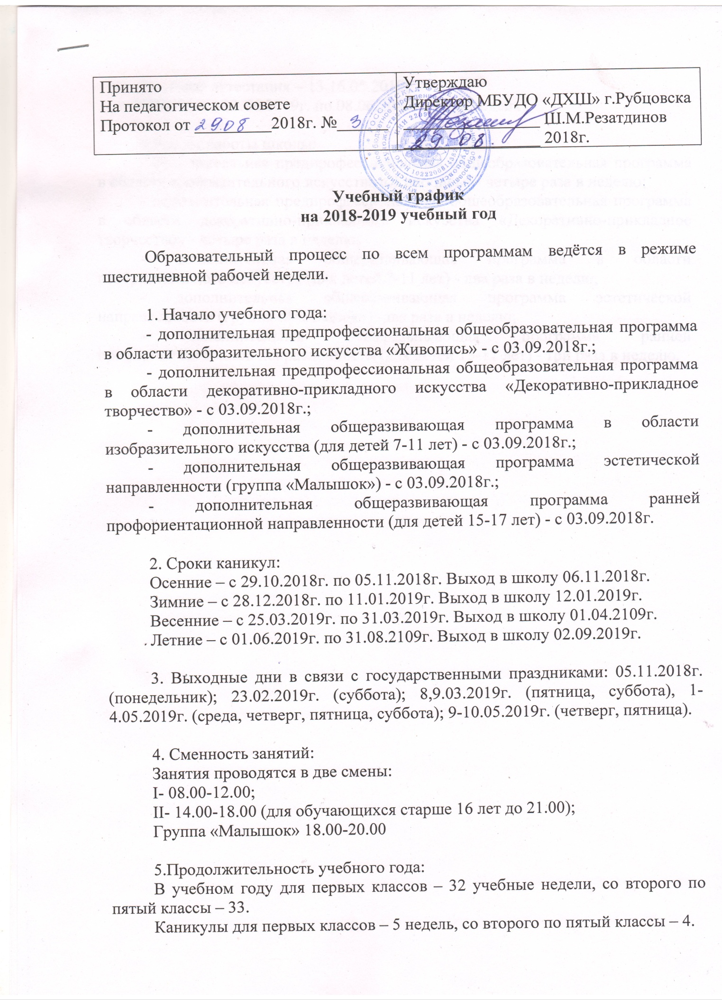 Принято
На педагогическом совете
Протокол от 29.08 2018г. № 3
Утверждаю
Директор МБУДО «ДХШ» г.Рубцовска
Ш.М.Резатдинов
29 08. 2018г.
Учебный график
на 2018-2019 учебный год
Образовательный процесс по всем программам ведётся в режиме
шестидневной рабочей недели.
1. Начало учебного года:
- дополнительная предпрофессиональная общеобразовательная программа
в области изобразительного искусства «Живопись» - с 03.09.2018г.;
- дополнительная предпрофессиональная общеобразовательная программа
в области декоративно-прикладного искусства «Декоративно-прикладное
творчество» - с 03.09.2018г.;
- дополнительная общеразвивающая программа в области
изобразительного искусства (для детей 7-11 лет) - с 03.09.2018г.;
- дополнительная общеразвивающая программа эстетической
направленности (группа «Малышок») - с 03.09.2018г.;
- дополнительная общеразвивающая программа ранней
профориентационной направленности (для детей 15-17 лет) - с 03.09.2018г.
2. Сроки каникул:
Осенние – с 29.10.2018г. по 05.11.2018г. Выход в школу 06.11.2018г.
Зимние – с 28.12.2018г. по 11.01.2019г. Выход в школу 12.01.2019г.
Весенние – с 25.03.2019г. по 31.03.2019г. Выход в школу 01.04.2109г.
Летние – с 01.06.2019г. по 31.08.2109г. Выход в школу 02.09.2019г.
3. Выходные дни в связи с государственными праздниками: 05.11.2018г.
(понедельник); 23.02.2019г. (суббота); 8,9.03.2019г. (пятница, суббота), 1-
4.05.2019г. (среда, четверг, пятница, суббота); 9-10.05.2019г. (четверг, пятница).
4. Сменность занятий:
Занятия проводятся в две смены:
I- 08.00-12.00;
II- 14.00-18.00 (для обучающихся старше 16 лет до 21.00);
Группа «Малышок» 18.00-20.00
5.Продолжительность учебного года:
В учебном году для первых классов – 32 учебные недели, со второго по
пятый классы – 33.
Каникулы для первых классов – 5 недель, со второго по пятый классы – 4.